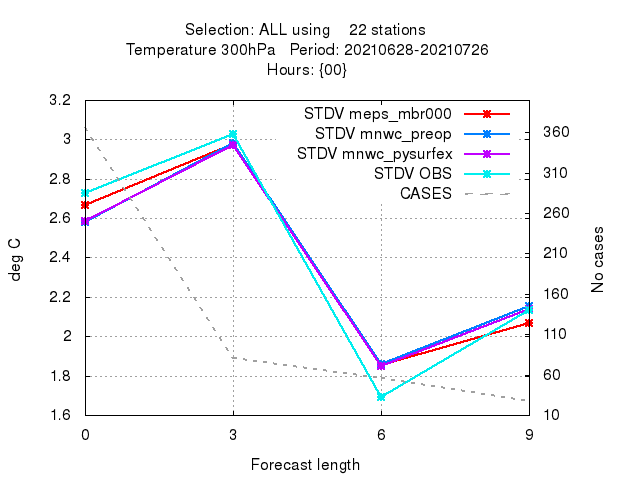 Selection: ALL using    22 stations
Temperature 300hPa   Period: 20210628-20210726
Hours: {00}
STDV meps_mbr000
STDV mnwc_preop
STDV mnwc_pysurfex
STDV OBS
CASES
3.2
3
2.8
2.6
2.4
2.2
2
1.8
1.6
deg C
360
310
260
210
160
110
60
10
No cases
0 3 6 9
Forecast length